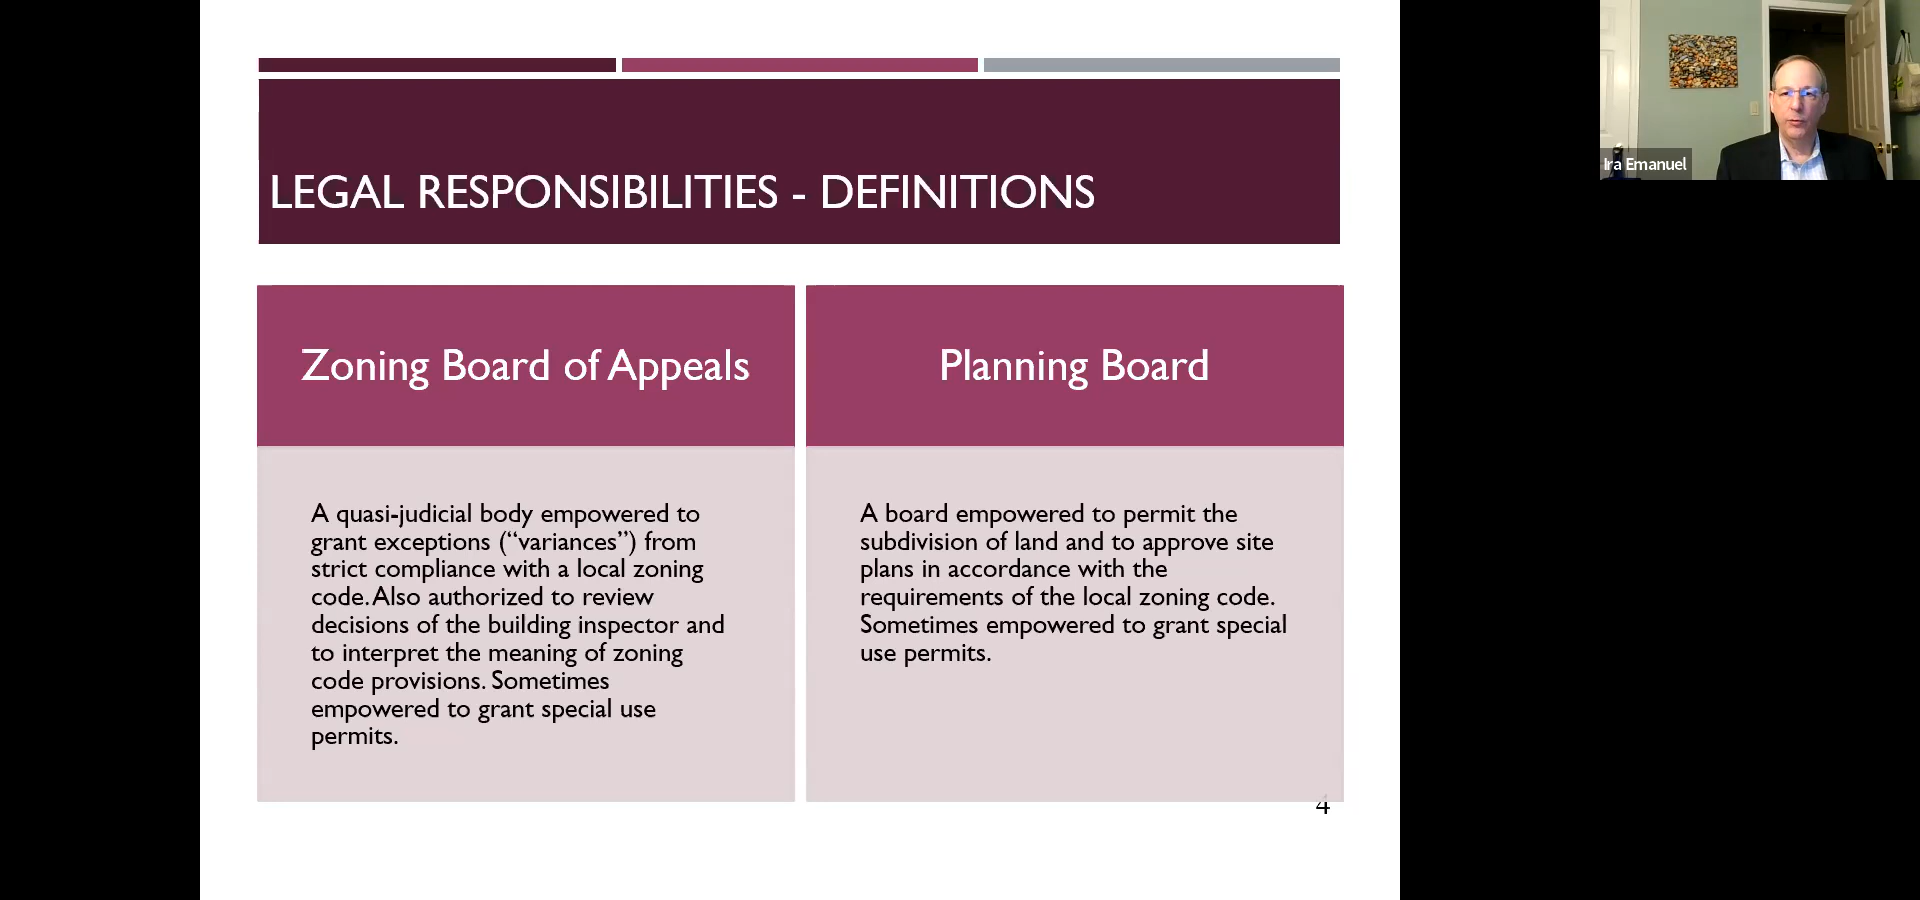 LEGAL RESPONSIBILITIES - DEFINITIONS
Zoning Board of Appeals
A quasi-judicial body empowered to
grant exceptions (“variances”) from
strict compliance with a local zoning
code. Also authorized to review
decisions of the building inspector and
to interpret the meaning of zoning
code provisions. Sometimes
empowered to grant special use
permits.
Planning Board
A board empowered to permit the
subdivision of land and to approve site
plans in accordance with the
requirements of the local zoning code.
Sometimes empowered to grant special
use permits.
4
Ira Emanuel